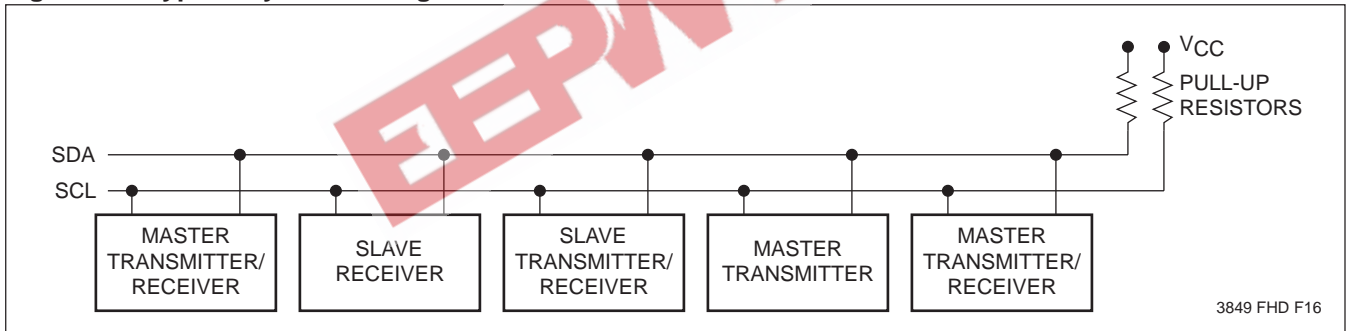 VCC
PULL-UP
RESISTORS
SDA
SCL
MASTER
TRANSMITTER/
RECEIVER
SLAVE
RECEIVER
SLAVE
TRANSMITTER/
RECEIVER
MASTER
TRANSMITTER
MASTER
TRANSMITTER/
RECEIVER
3849 FHD F16